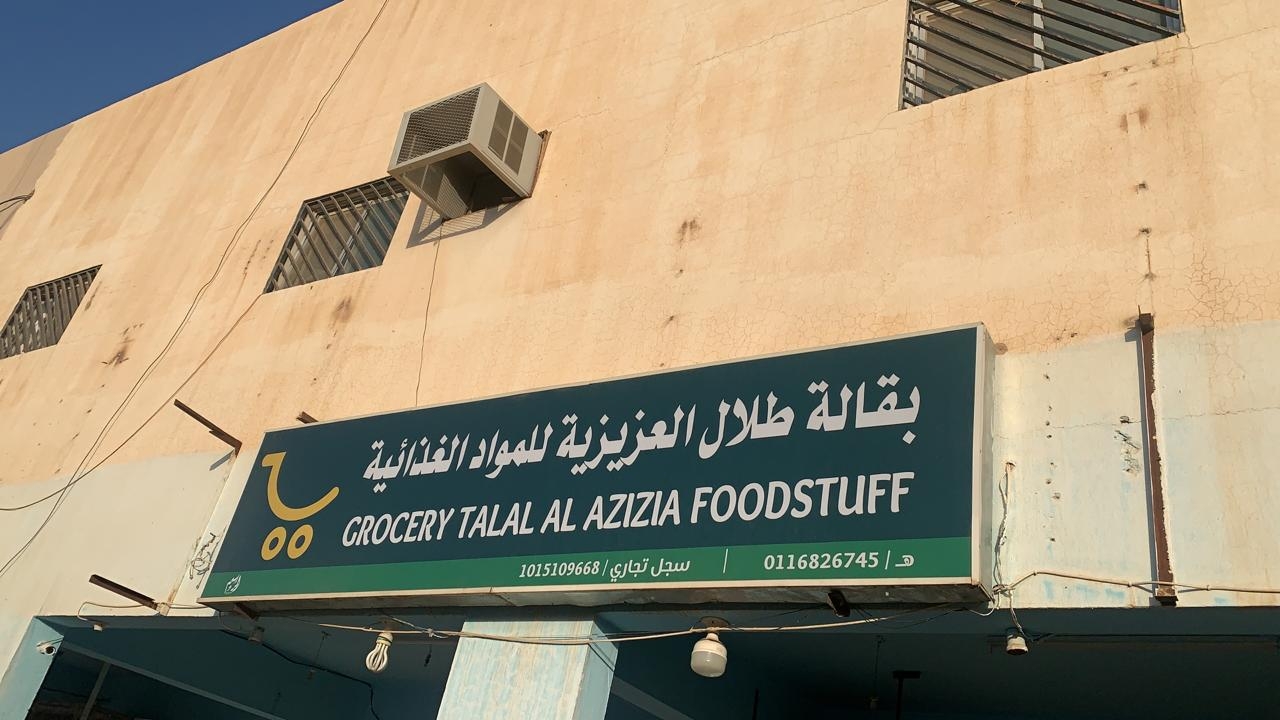 بقالة طلال العزيزية للمواد الغذائية
GROCERY TALAL AL AZIZIA FOODSTUFF
هـ / 0116826745 | سجل تجاري / 1015109668